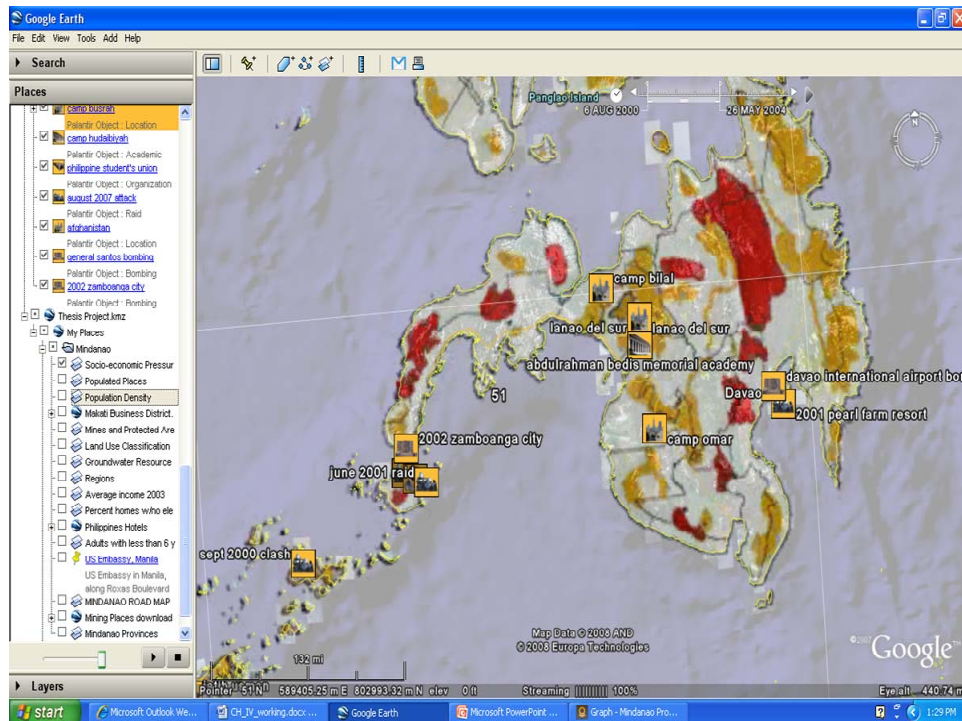 Google Earth
File Edit View Tools Add Help
Search
Places
camp busrah
Palantir Object : Location
camp hudaibiyah
Palantir Object : Academic
philippine student's union
Palantir Object : Organization
august 2007 attack
Palantir Object : Raid
afghanistan
Palantir Object : Location
general santos bombing
Palantir Object : Bombing
2002 zamboanga city
Palantir Object : Bombing
Thesis Project.kmz
My Places
Mindanao
Socio-economic Pressur
Populated Places
Population Density
Makati Business District.
Mines and Protected Are
Land Use Classification
Groundwater Resource
Regions
Average income 2003
Percent homes w/no ele
Philippines Hotels
Adults with less than 6 y
US Embassy, Manila
US Embassy in Manila,
along Roxas Boulevard
MINDANAO ROAD MAP
Mining Places download
Mindanao Provinces
Layers
Panglao Island
6 AUG 2000
26 MAY 2004
N
camp bilal
lanao del sur
lanao del sur
abdulrahman bedis memorial academy
51
davao international airport bo
Davao
2001 pearl farm resort
camp omar
2002 zamboanga city
june 2001 raid
sept 2000 clash
Map Data © 2008 AND
© 2008 Europa Technologies
©2007 Google™
132 mi
Pointer 51 N 589405.25 m E 802993.32 m N elev 0 ft
Streaming 100%
Eye alt 440.74 m
start
Microsoft Outlook We...
CH_IV_working.docx ...
Google Earth
Microsoft PowerPoint ...
Graph - Mindanao Pro...
1:29 PM